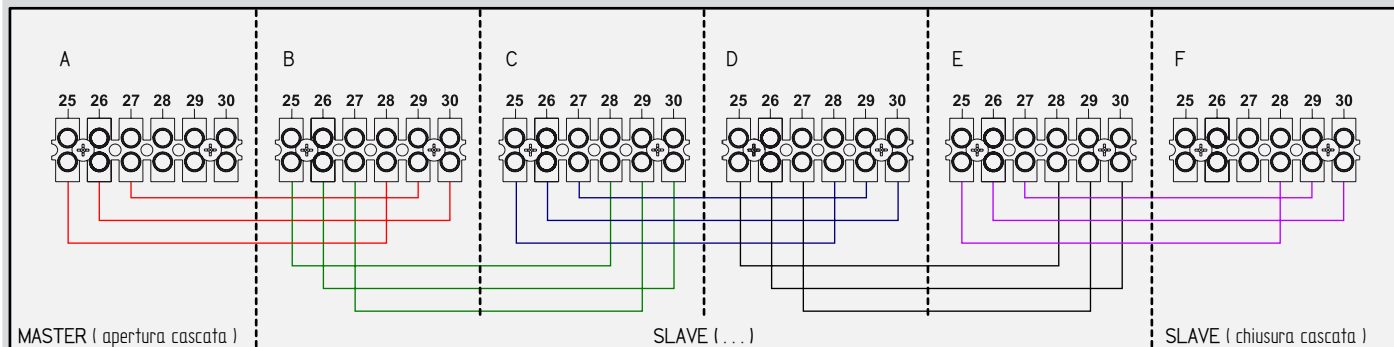 A B C D E F
25 26 27 28 29 30 25 26 27 28 29 30 25 26 27 28 29 30 25 26 27 28 29 30 25 26 27 28 29 30 25 26 27 28 29 30
MASTER ( apertura cascata ) SLAVE ( . . . ) SLAVE ( chiusura cascata )